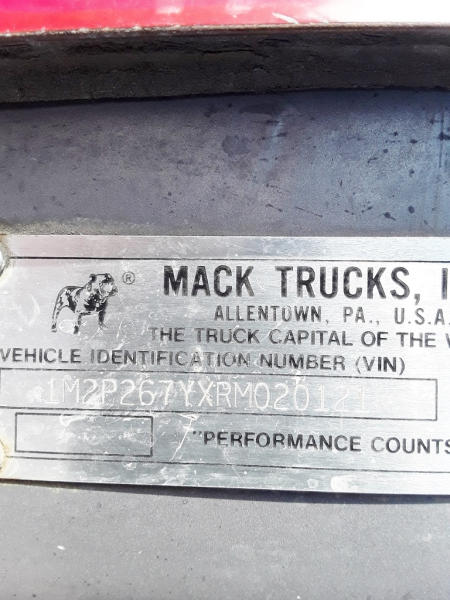 ®
MACK TRUCKS, I
ALLENTOWN, PA., U.S.A.
THE TRUCK CAPITAL OF THE W
VEHICLE IDENTIFICATION NUMBER (VIN)
1M2P267YXRM020121
"PERFORMANCE COUNTS